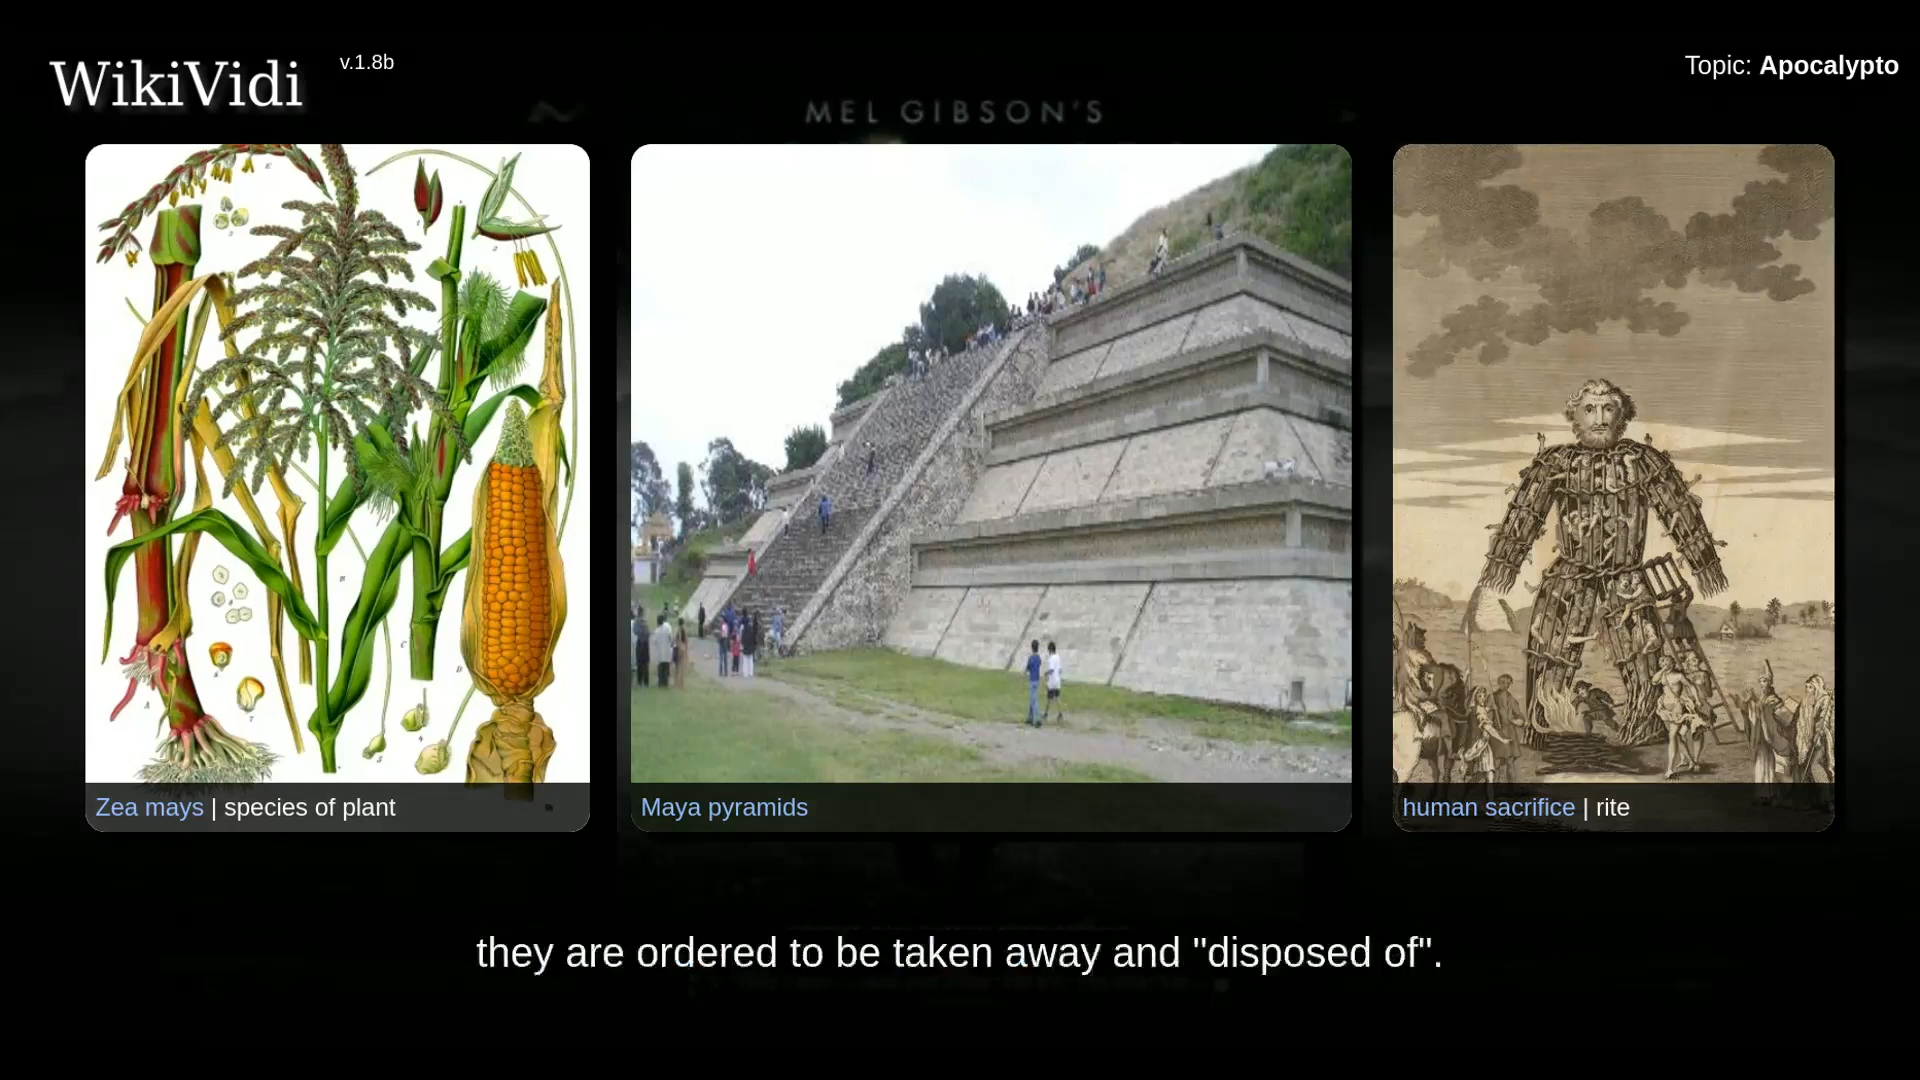 WikiVidi
v.1.8b
Topic: Apocalypto
MEL GIBSON'S
Zea mays | species of plant
Maya pyramids
human sacrifice | rite
they are ordered to be taken away and "disposed of".